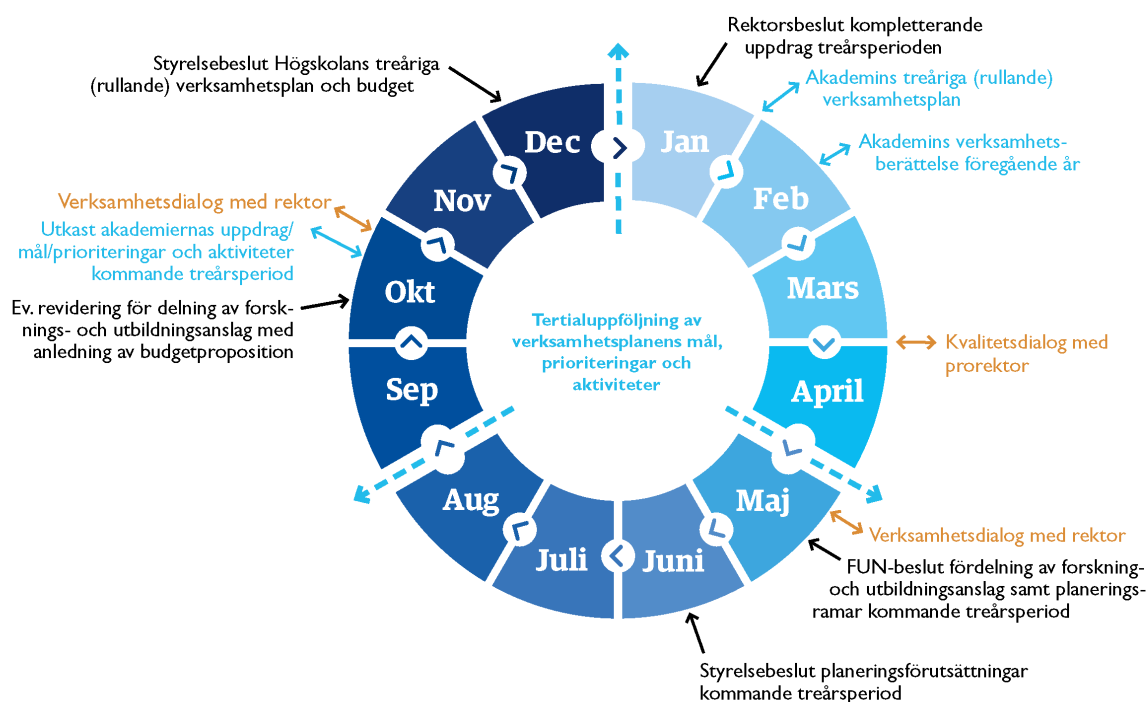 Rektorsbeslut kompletterande
uppdrag treårsperioden
Styrelsebeslut Högskolans treåriga
(rullande) verksamhetsplan och budget
Akademins treåriga (rullande)
verksamhetsplan
Akademins verksamhets-
berättelse föregående år
Dec
Jan
Feb
Nov
Mars
Okt
April
Sep
Maj
Aug
Juni
Juli
Verksamhetsdialog med rektor
Utkast akademiernas uppdrag/
mål/prioriteringar och aktiviteter
kommande treårsperiod
Ev. revidering för delning av forsk-
nings- och utbildningsanslag med
anledning av budgetproposition
Tertialuppföljning av
verksamhetsplanens mål,
prioriteringar och
aktiviteter
Kvalitetsdialog med
prorektor
Verksamhetsdialog med rektor
FUN-beslut fördelning av forskning-
och utbildningsanslag samt planerings-
ramar kommande treårsperiod
Styrelsebeslut planeringsförutsättningar
kommande treårsperiod